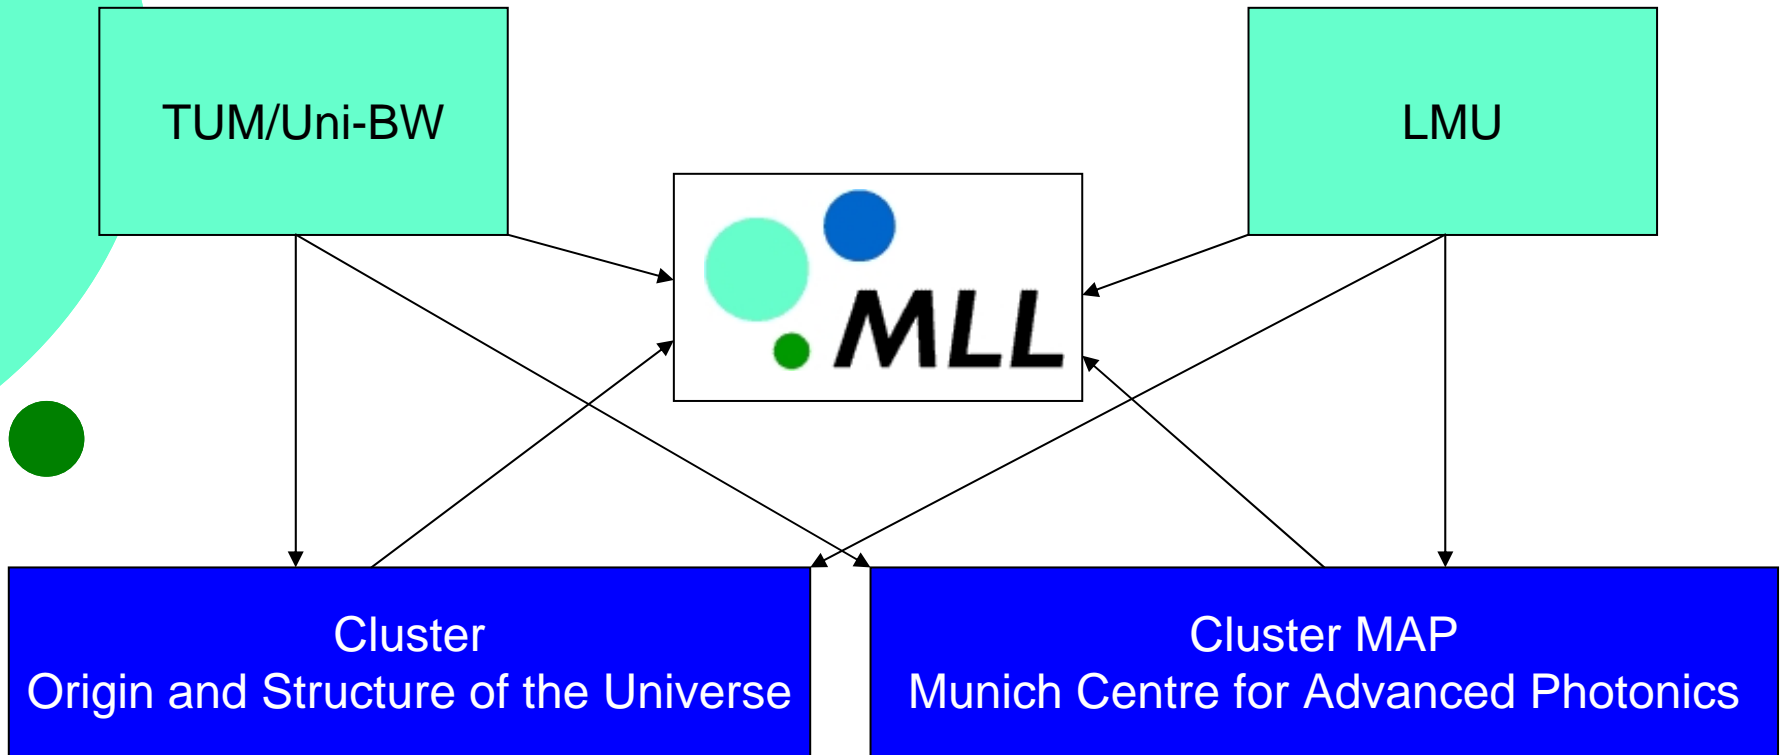 TUM/Uni-BW
LMU
MLL
Cluster
Origin and Structure of the Universe
Cluster MAP
Munich Centre for Advanced Photonics